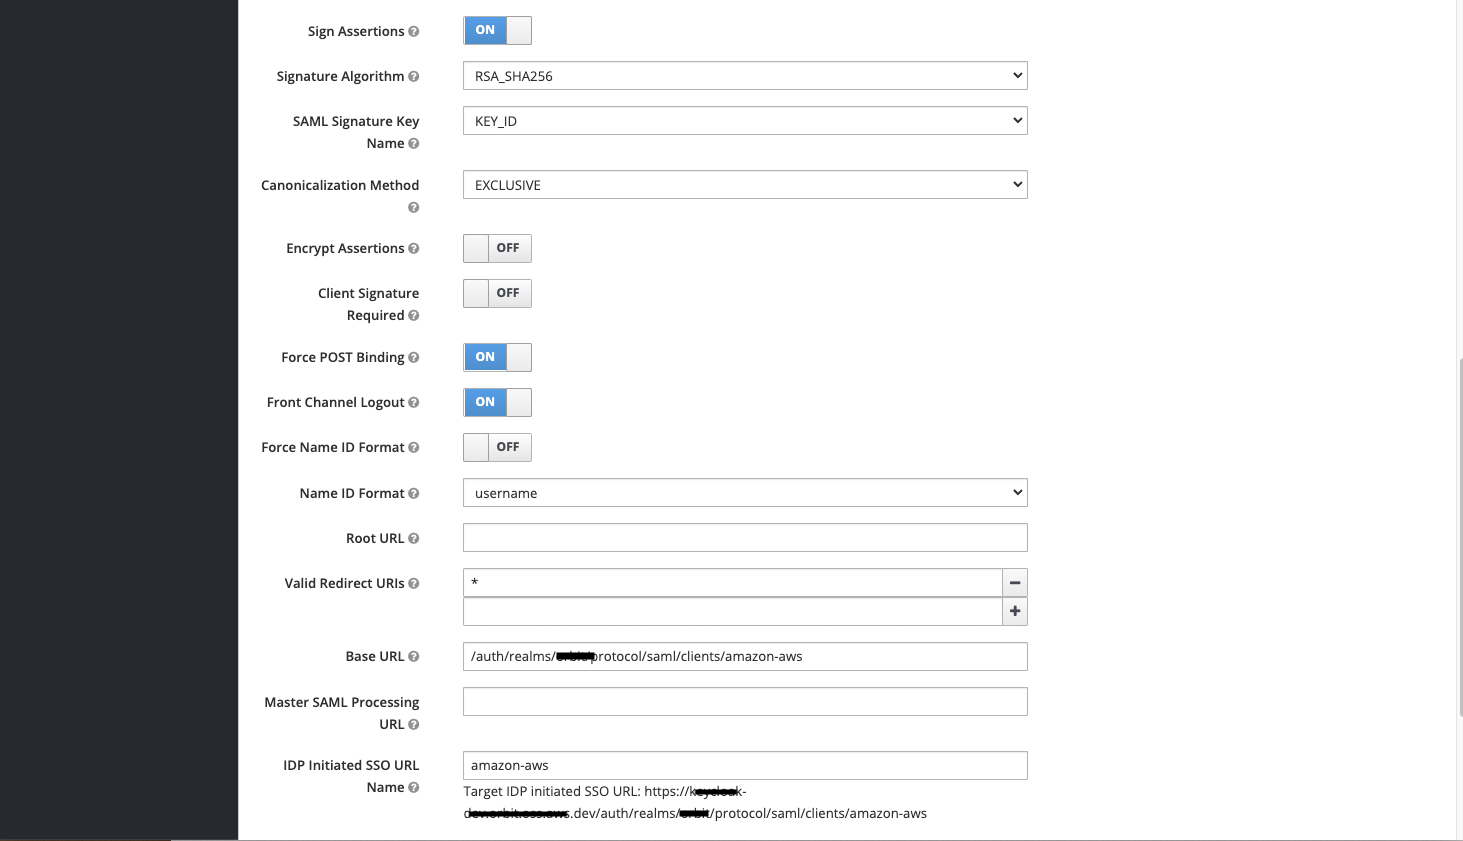 Sign Assertions
ON
Signature Algorithm
RSA_SHA256
SAML Signature Key
Name
KEY_ID
Canonicalization Method
EXCLUSIVE
Encrypt Assertions
OFF
Client Signature
Required
OFF
Force POST Binding
ON
Front Channel Logout
ON
Force Name ID Format
OFF
Name ID Format
username
Root URL
Valid Redirect URIs
*
Base URL
/auth/realms/ protocol/saml/clients/amazon-aws
Master SAML Processing
URL
IDP Initiated SSO URL
Name
amazon-aws
Target IDP initiated SSO URL: https://
.dev/auth/realms/ /protocol/saml/clients/amazon-aws